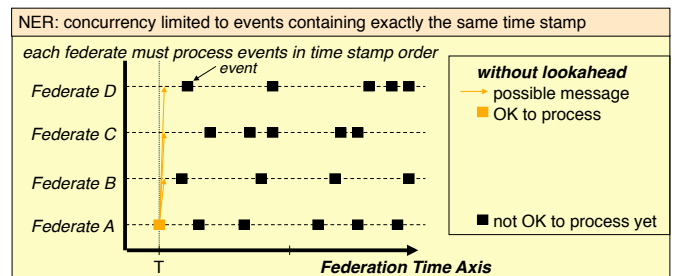 NER: concurrency limited to events containing exactly the same time stamp
each federate must process events in time stamp order
event
Federate D
Federate C
Federate B
Federate A
T
Federation Time Axis
without lookahead
possible message
OK to process
not OK to process yet